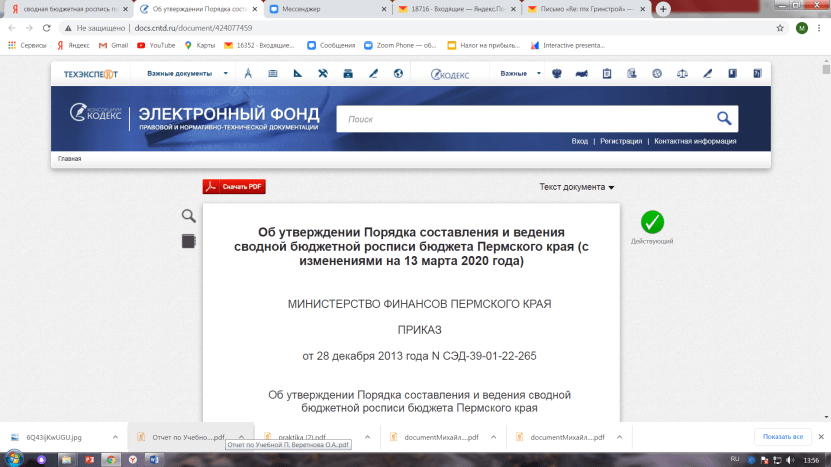 сводная бюджетная роспись п
Об утверждении Порядка соста
Мессенджер
18716 - Входящие — Яндекс.По
Письмо «Re: mx Гринстрой» —
Не защищено | docs.cntd.ru/document/424077459
M
Сервисы
Яндекс
Gmail
YouTube
Карты
16352 - Входящие...
Сообщения
Zoom Phone — об...
Налог на прибыль...
Interactive presenta...
ТЕХЭКСПЕРТ
Важные документы
КОДЕКС
Важные
КОНСОРЦИУМ
КОДЕКС
ЭЛЕКТРОННЫЙ ФОНД
ПРАВОВОЙ И НОРМАТИВНО-ТЕХНИЧЕСКОЙ ДОКУМЕНТАЦИИ
Поиск
Вход | Регистрация | Контактная информация
Главная
Скачать PDF
Текст документа
Об утверждении Порядка составления и ведения
сводной бюджетной росписи бюджета Пермского края (с
изменениями на 13 марта 2020 года)
Действующий
МИНИСТЕРСТВО ФИНАНСОВ ПЕРМСКОГО КРАЯ
ПРИКАЗ
от 28 декабря 2013 года N СЭД-39-01-22-265
Об утверждении Порядка составления и ведения сводной
бюджетной росписи бюджета Пермского края
6Q43ijKwUGU.jpg
Отчет по Учебно....pdf
praktika (2).pdf
documentМихайл....pdf
documentМихайл....pdf
Показать все
Отчет по Учебной П. Веретнова О.А..pdf
RU
13:56